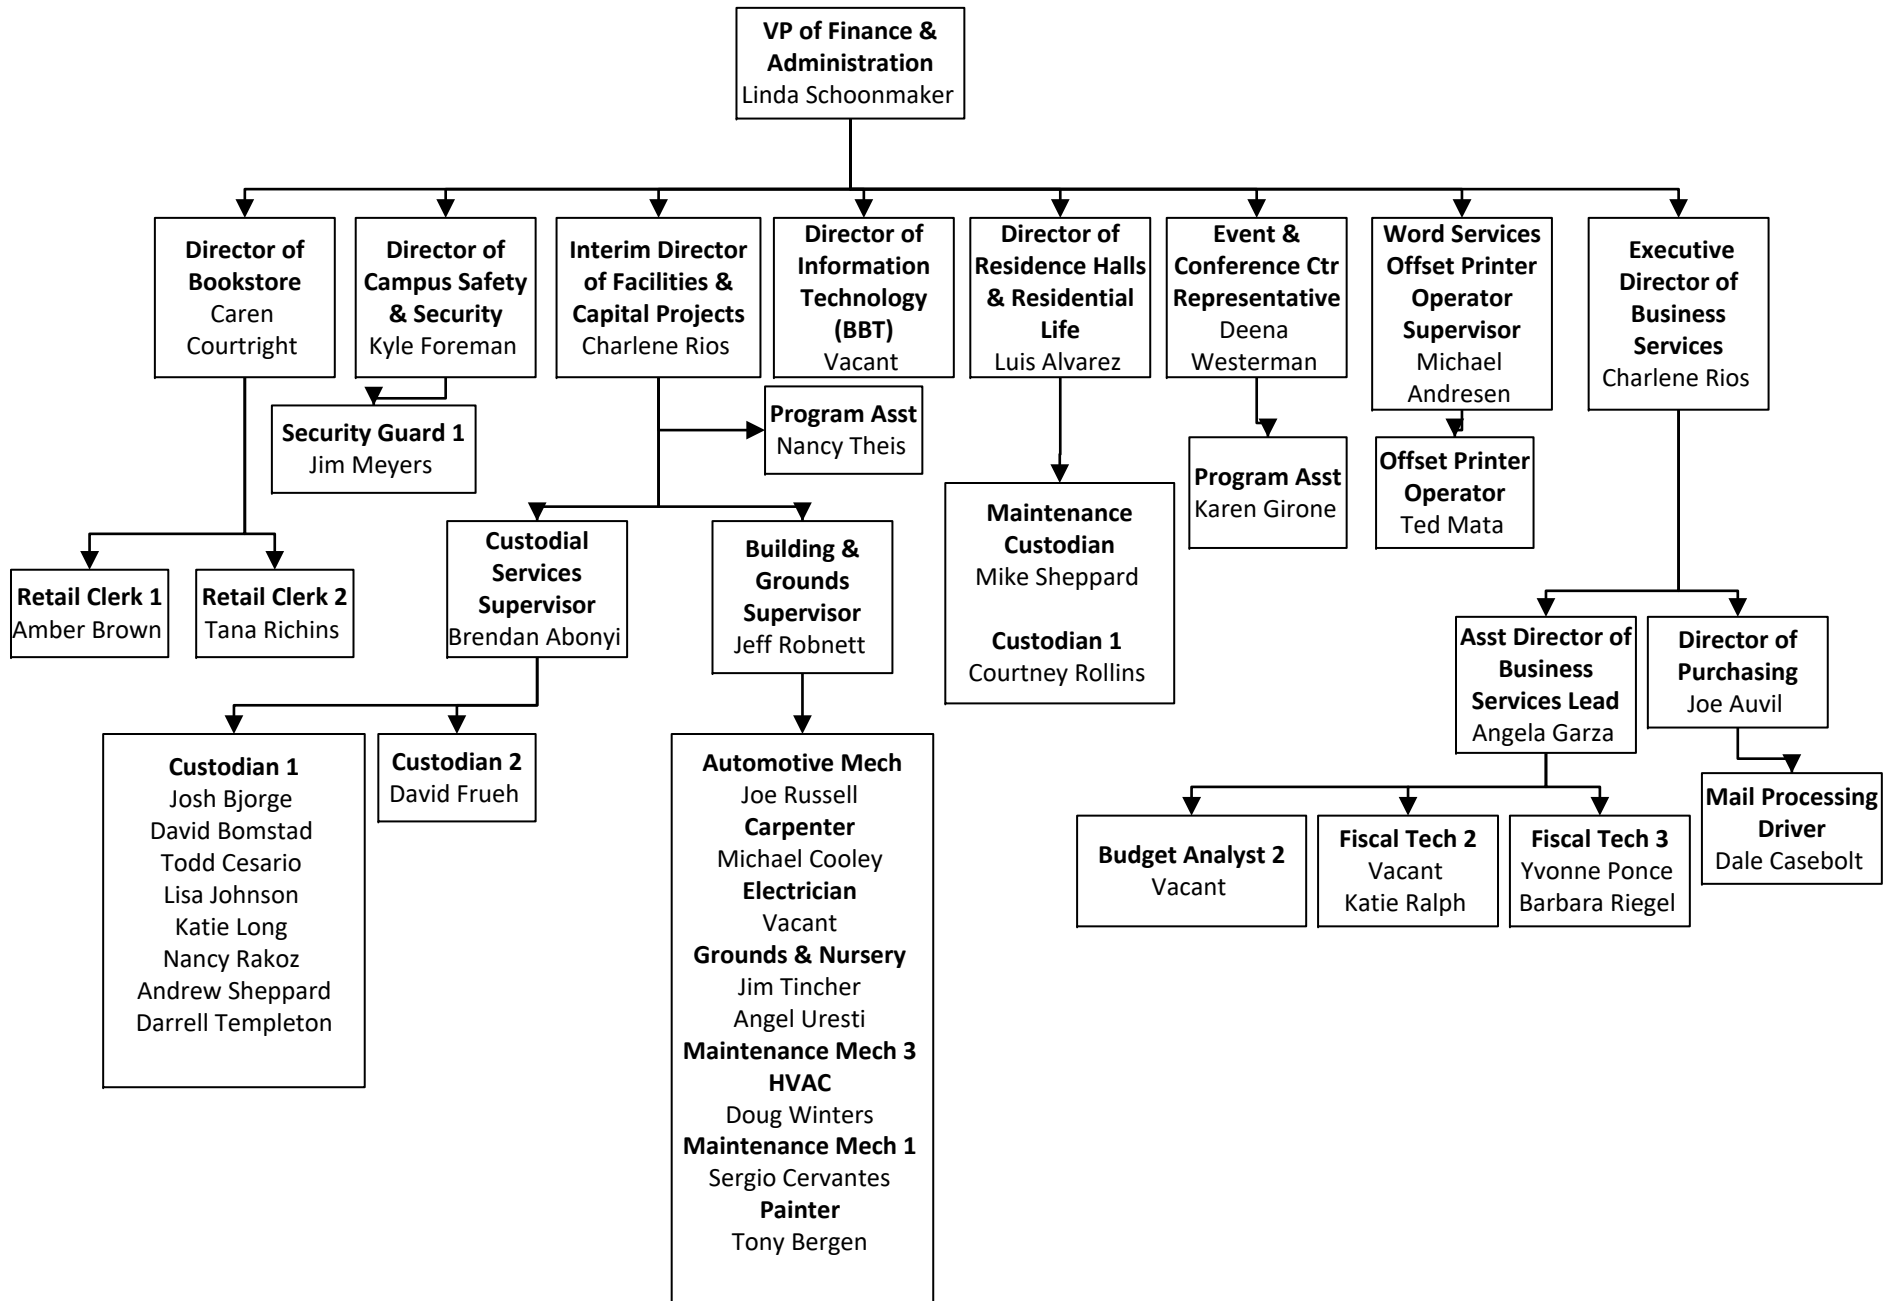 VP of Finance &
Administration
Linda Schoonmaker
Director of
Bookstore
Caren
Courtright
Director of
Campus Safety
& Security
Kyle Foreman
Interim Director
of Facilities &
Capital Projects
Charlene Rios
Director of
Information
Technology
(BBT)
Vacant
Director of
Residence Halls
& Residential
Life
Luis Alvarez
Event &
Conference Ctr
Representative
Deena
Westerman
Word Services
Offset Printer
Operator
Supervisor
Michael
Andresen
Executive
Director of
Business
Services
Charlene Rios
Security Guard 1
Jim Meyers
Program Asst
Nancy Theis
Program Asst
Karen Girone
Offset Printer
Operator
Ted Mata
Retail Clerk 1
Amber Brown
Retail Clerk 2
Tana Richins
Custodial
Services
Supervisor
Brendan Abonyi
Building &
Grounds
Supervisor
Jeff Robnett
Maintenance
Custodian
Mike Sheppard
Custodian 1
Courtney Rollins
Asst Director of
Business
Services Lead
Angela Garza
Director of
Purchasing
Joe Auvil
Custodian 1
Josh Bjorge
David Bomstad
Todd Cesario
Lisa Johnson
Katie Long
Nancy Rakoz
Andrew Sheppard
Darrell Templeton
Custodian 2
David Frueh
Automotive Mech
Joe Russell
Carpenter
Michael Cooley
Electrician
Vacant
Grounds & Nursery
Jim Tincher
Angel Uresti
Maintenance Mech 3
HVAC
Doug Winters
Maintenance Mech 1
Sergio Cervantes
Painter
Tony Bergen
Budget Analyst 2
Vacant
Fiscal Tech 2
Vacant
Katie Ralph
Fiscal Tech 3
Yvonne Ponce
Barbara Riegel
Mail Processing
Driver
Dale Casebolt